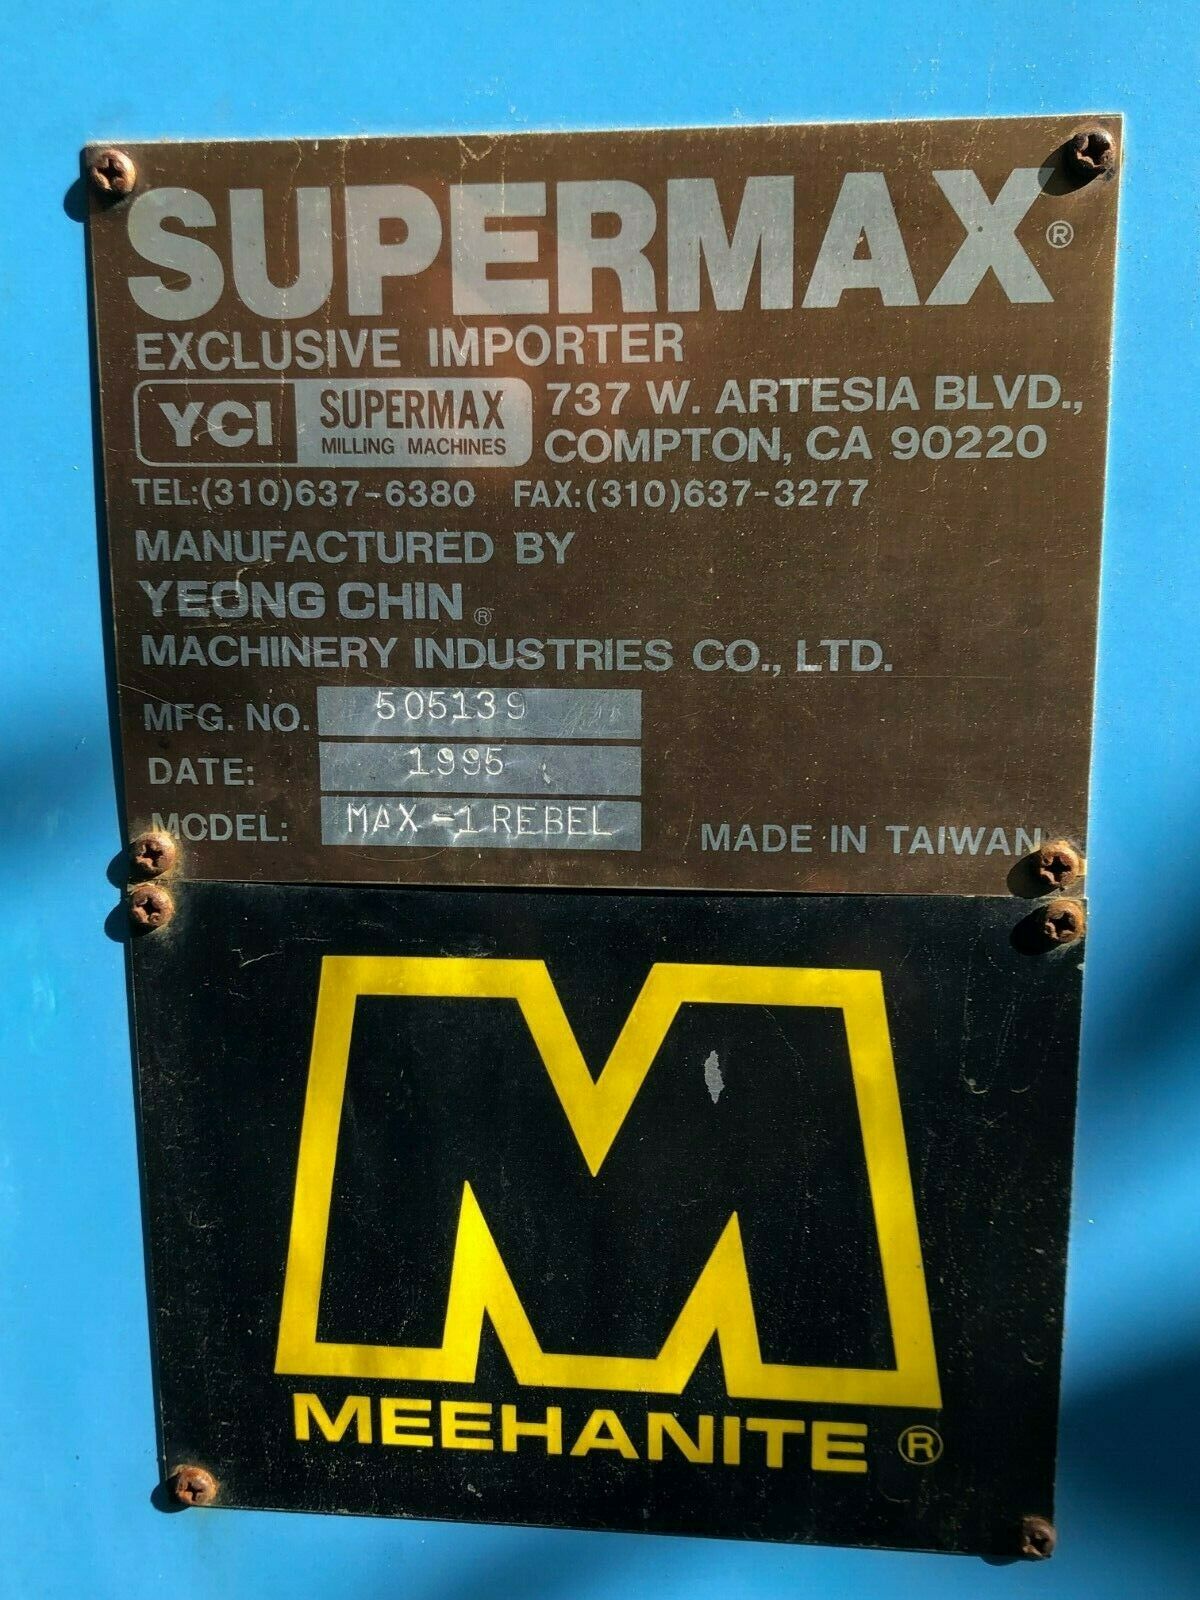 SUPERMAX®
EXCLUSIVE IMPORTER
YCI SUPERMAX MILLING MACHINES
737 W. ARTESIA BLVD.,
COMPTON, CA 90220
TEL:(310)637-6380 FAX:(310)637-3277
MANUFACTURED BY
YEONG CHIN®
MACHINERY INDUSTRIES CO., LTD.
MFG. NO. 505139
DATE: 1995
MODEL: MAX-1REBEL MADE IN TAIWAN
MEEHANITE®